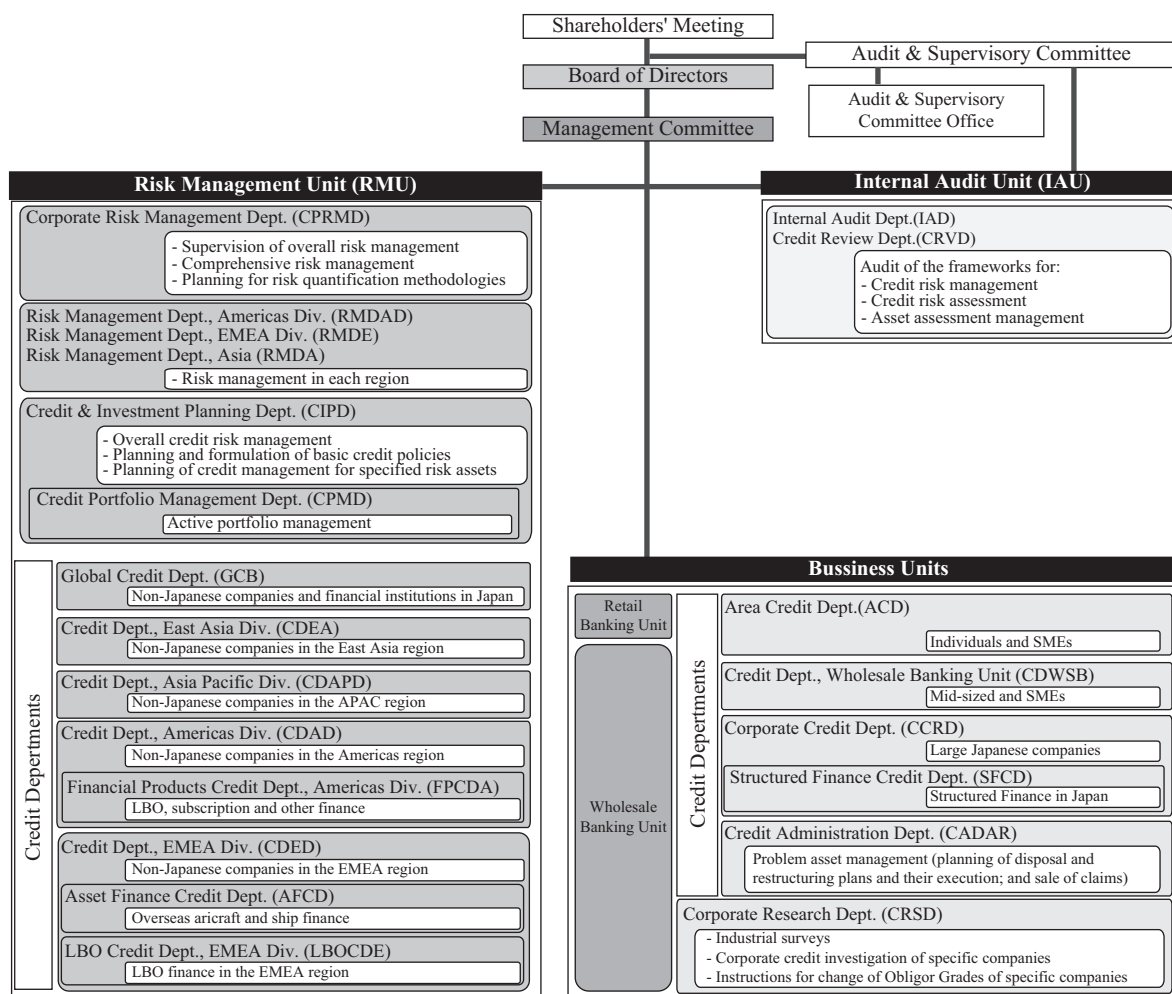 Shareholders' Meeting
Audit & Supervisory Committee
Board of Directors
Audit & Supervisory
Committee Office
Management Committee
Risk Management Unit (RMU)
Corporate Risk Management Dept. (CPRMD)
- Supervision of overall risk management
- Comprehensive risk management
- Planning for risk quantification methodologies
Risk Management Dept., Americas Div. (RMDAD)
Risk Management Dept., EMEA Div. (RMDE)
Risk Management Dept., Asia (RMDA)
- Risk management in each region
Credit & Investment Planning Dept. (CIPD)
- Overall credit risk management
- Planning and formulation of basic credit policies
- Planning of credit management for specified risk assets
Credit Portfolio Management Dept. (CPMD)
Active portfolio management
Credit Depertments
Global Credit Dept. (GCB)
Non-Japanese companies and financial institutions in Japan
Credit Dept., East Asia Div. (CDEA)
Non-Japanese companies in the East Asia region
Credit Dept., Asia Pacific Div. (CDAPD)
Non-Japanese companies in the APAC region
Credit Dept., Americas Div. (CDAD)
Non-Japanese companies in the Americas region
Financial Products Credit Dept., Americas Div. (FPCDA)
LBO, subscription and other finance
Credit Dept., EMEA Div. (CDED)
Non-Japanese companies in the EMEA region
Asset Finance Credit Dept. (AFCD)
Overseas aricraft and ship finance
LBO Credit Dept., EMEA Div. (LBOCDE)
LBO finance in the EMEA region
Internal Audit Unit (IAU)
Internal Audit Dept.(IAD)
Credit Review Dept.(CRVD)
Audit of the frameworks for:
- Credit risk management
- Credit risk assessment
- Asset assessment management
Bussiness Units
Retail
Banking Unit
Wholesale
Banking Unit
Credit Depertments
Area Credit Dept.(ACD)
Individuals and SMEs
Credit Dept., Wholesale Banking Unit (CDWSB)
Mid-sized and SMEs
Corporate Credit Dept. (CCRD)
Large Japanese companies
Structured Finance Credit Dept. (SFCD)
Structured Finance in Japan
Credit Administration Dept. (CADAR)
Problem asset management (planning of disposal and
restructuring plans and their execution; and sale of claims)
Corporate Research Dept. (CRSD)
- Industrial surveys
- Corporate credit investigation of specific companies
- Instructions for change of Obligor Grades of specific companies